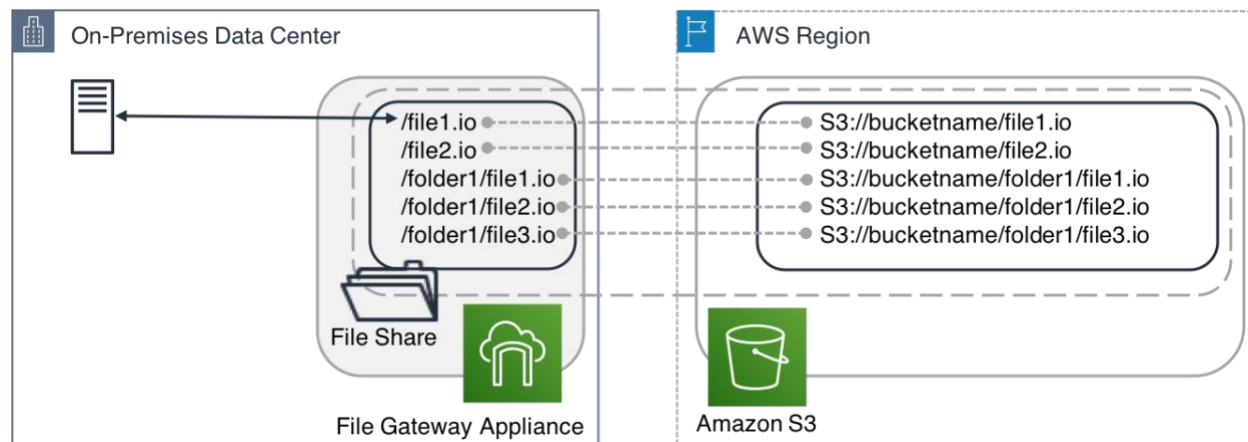 On-Premises Data Center
AWS Region
/file1.io
/file2.io
/folder1/file1.io
/folder1/file2.io
/folder1/file3.io
S3://bucketname/file1.io
S3://bucketname/file2.io
S3://bucketname/folder1/file1.io
S3://bucketname/folder1/file2.io
S3://bucketname/folder1/file3.io
File Share
File Gateway Appliance
Amazon S3